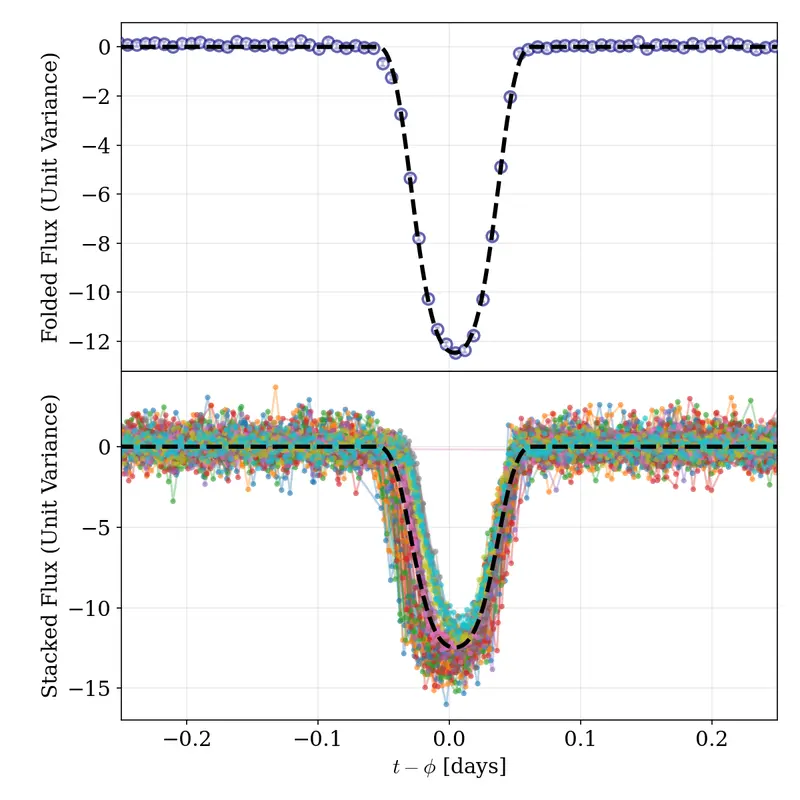 Folded Flux (Unit Variance)
0
−2
−4
−6
−8
−10
−12
Stacked Flux (Unit Variance)
0
−5
−10
−15
−0.2 −0.1 0.0 0.1 0.2
t − ϕ [days]